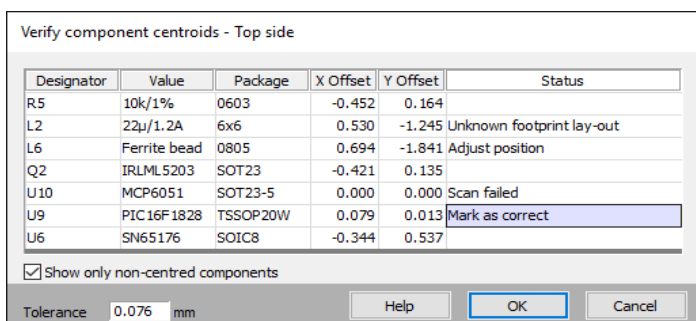 Verify component centroids - Top side
Designator Value Package X Offset Y Offset Status
R5 10k/1% 0603 -0.452 0.164
L2 22µ/1.2A 6x6 0.530 -1.245 Unknown footprint lay-out
L6 Ferrite bead 0805 0.694 -1.841 Adjust position
Q2 IRLML5203 SOT23 -0.421 0.135
U10 MCP6051 SOT23-5 0.000 0.000 Scan failed
U9 PIC16F1828 TSSOP20W 0.079 0.013 Mark as correct
U6 SN65176 SOIC8 -0.344 0.537
Show only non-centred components
Tolerance 0.076 mm Help OK Cancel